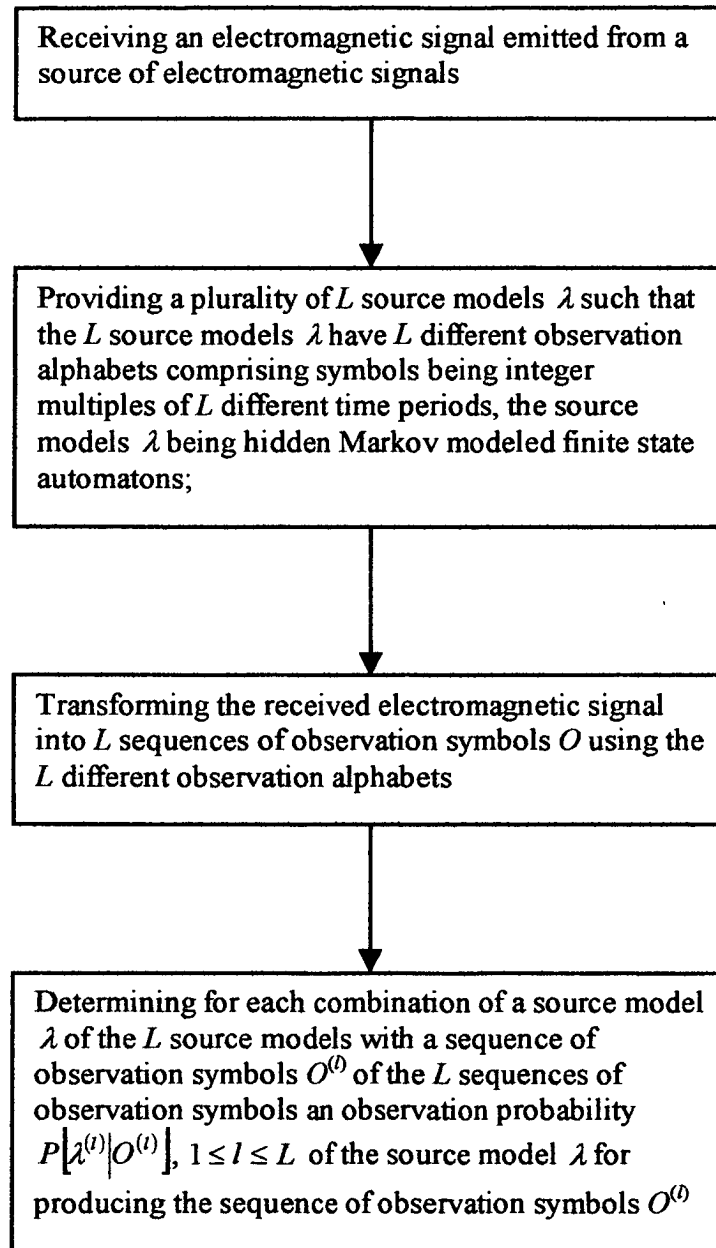 Receiving an electromagnetic signal emitted from a
source of electromagnetic signals
Providing a plurality of L source models λ such that
the L source models λ have L different observation
alphabets comprising symbols being integer
multiples of L different time periods, the source
models λ being hidden Markov modeled finite state
automatons;
Transforming the received electromagnetic signal
into L sequences of observation symbols O using the
L different observation alphabets
Determining for each combination of a source model
λ of the L source models with a sequence of
observation symbols O^(l) of the L sequences of
observation symbols an observation probability
P⌊λ^(l)|O^(l)⌋, 1 ≤ l ≤ L of the source model λ for
producing the sequence of observation symbols O^(l)